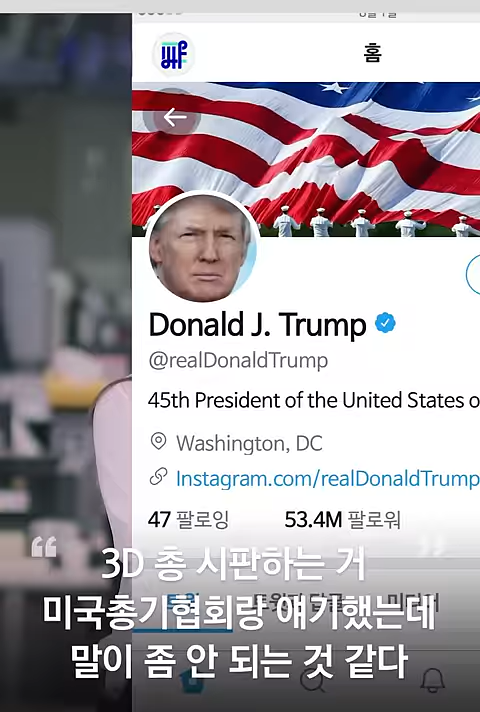 홈
Donald J. Trump
@realDonaldTrump
45th President of the United States o
Washington, DC
Instagram.com/realDonaldTrump
47 팔로잉 53.4M 팔로워
“ ”
3D 총 시판하는 거
미국총기협회랑 얘기했는데
말이 좀 안 되는 것 같다